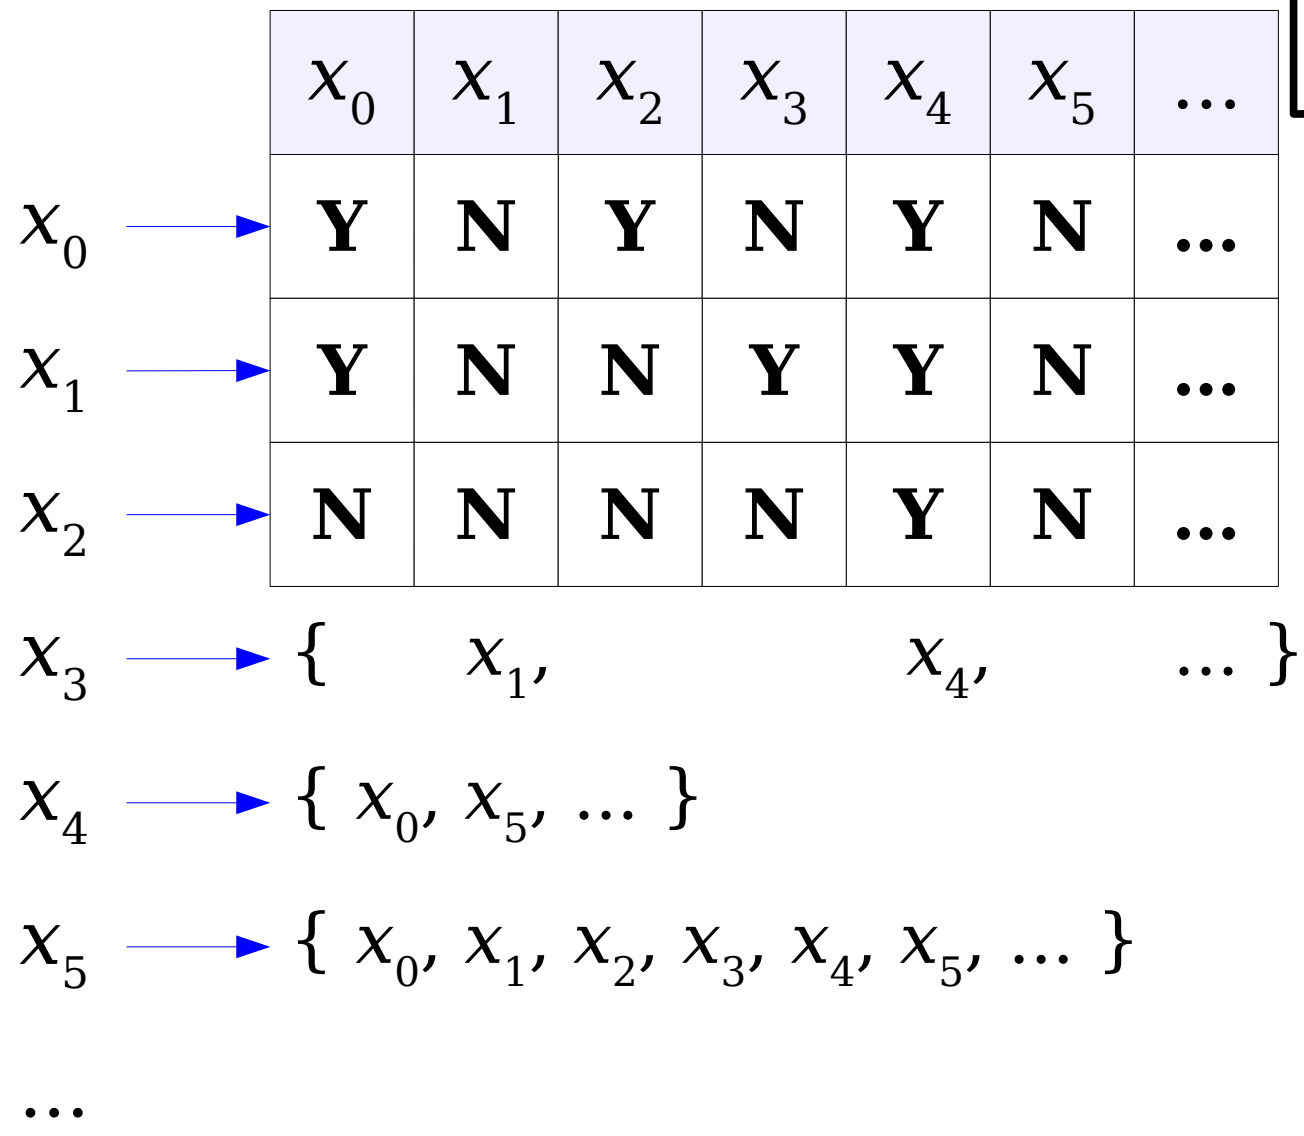 x₀ x₁ x₂ x₃ x₄ x₅ ...
x₀ Y N Y N Y N ...
x₁ Y N N Y Y N ...
x₂ N N N N Y N ...
x₃ { x₁, x₄, ... }
x₄ { x₀, x₅, ... }
x₅ { x₀, x₁, x₂, x₃, x₄, x₅, ... }
...